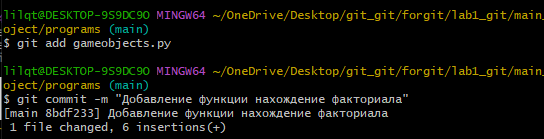 lilqt@DESKTOP-9S9DC9O MINGW64 ~/OneDrive/Desktop/git_git/forgit/lab1_git/main_
oject/programs (main)
$ git add gameobjects.py
lilqt@DESKTOP-9S9DC9O MINGW64 ~/OneDrive/Desktop/git_git/forgit/lab1_git/main_
oject/programs (main)
$ git commit -m "Добавление функции нахождение факториала"
[main 8bdf233] Добавление функции нахождение факториала
1 file changed, 6 insertions(+)